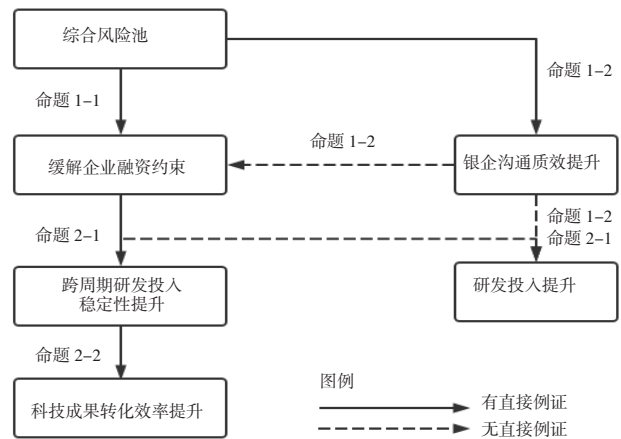 综合风险池
命题 1-2
命题 1-1
命题 1-2
缓解企业融资约束
银企沟通质效提升
命题 1-2
命题 2-1
命题 2-1
跨周期研发投入
稳定性提升
研发投入提升
命题 2-2
图例
科技成果转化效率提升
有直接例证
无直接例证